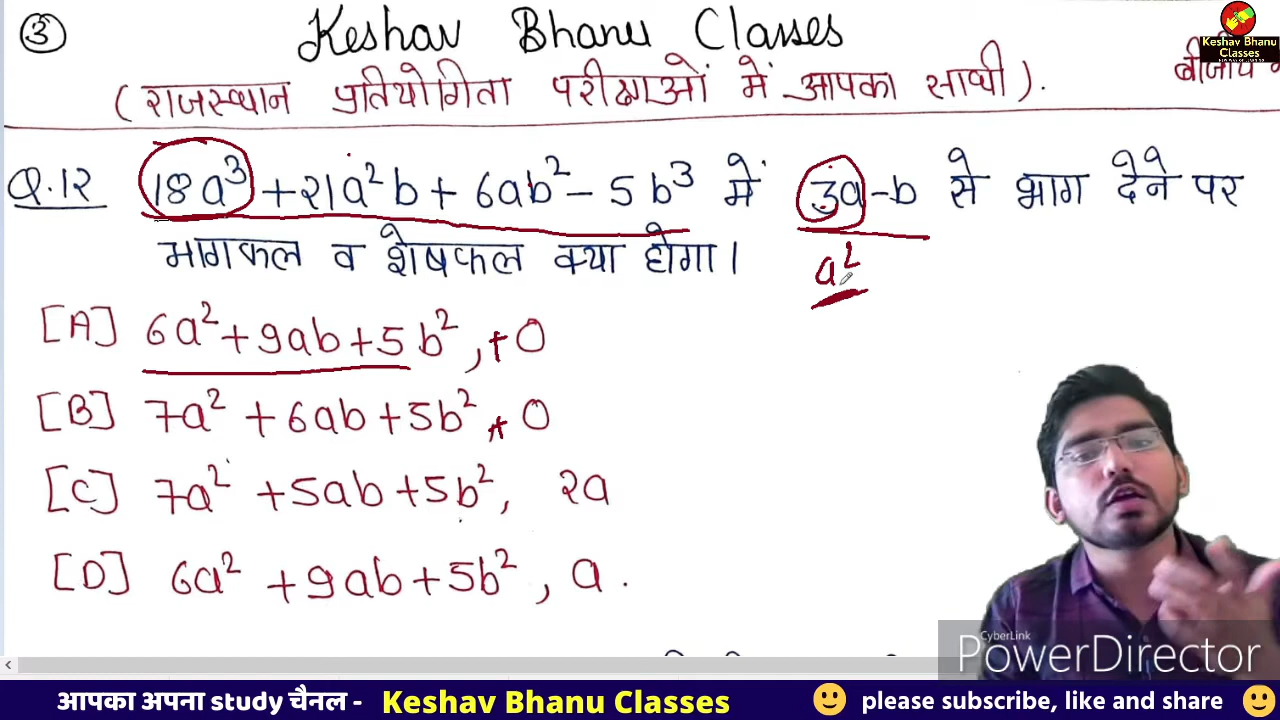 ③ Keshav Bhanu Classes
Keshav Bhanu
Classes
(राजस्थान प्रतियोगिता परीक्षाओं में आपका साथी).
Q.12 18a³ + 21a²b + 6ab² - 5b³ में 3a - b से भाग देने पर
भागफल व शेषफल क्या होगा।
a²
[A] 6a² + 9ab + 5b², + 0
[B] 7a² + 6ab + 5b² + 0
[C] 7a² + 5ab + 5b², 2a
[D] 6a² + 9ab + 5b², a.
CyberLink
PowerDirector
आपका अपना study चैनल - Keshav Bhanu Classes 🙂 please subscribe, like and share 🙂